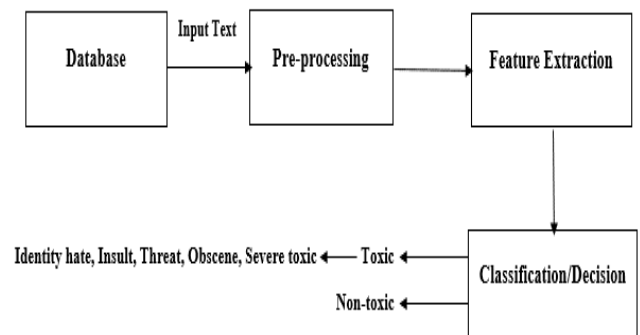 Input Text
Database
Pre-processing
Feature Extraction
Identity hate, Insult, Threat, Obscene, Severe toxic
Toxic
Classification/Decision
Non-toxic